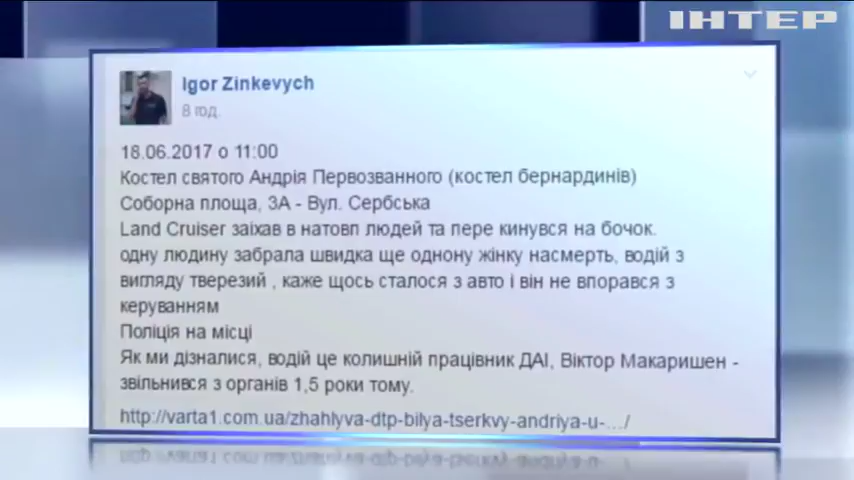 ІНТЕР
Igor Zinkevych
8 год.
18.06.2017 о 11:00
Костел святого Андрія Первозванного (костел бернардинів)
Соборна площа, 3А - Вул. Сербська
Land Cruiser заїхав в натовп людей та пере кинувся на бочок.
одну людину забрала швидка ще однону жінку насмерть, водій з
вигляду тверезий , каже щось сталося з авто і він не впорався з
керуванням
Поліція на місці
Як ми дізналися, водій це колишній працівник ДАІ, Віктор Макаришен -
звільнився з органів 1,5 роки тому.
http://varta1.com.ua/zhahlyva-dtp-bilya-tserkvy-andriya-u-.../